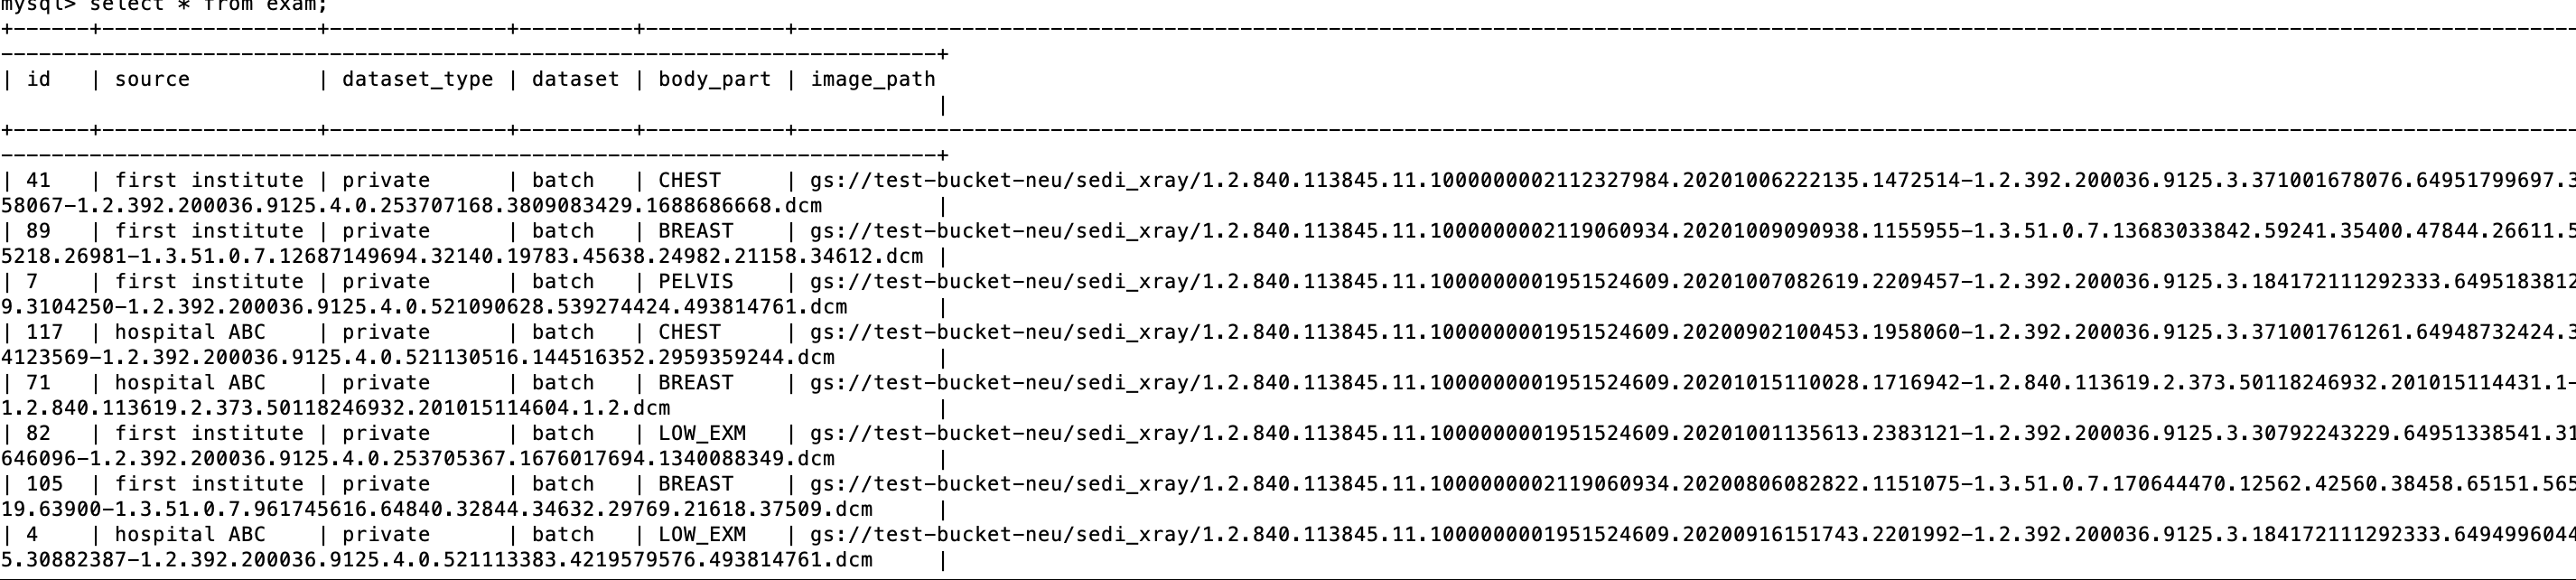 mysql> select * from exam;
+------+-----------------+--------------+---------+-----------+----------------------------------------------------------------------------------------------------------------------------------------------
--------------------------------------------------------------------------+
| id   | source          | dataset_type | dataset | body_part | image_path
                                                                          |
+------+-----------------+--------------+---------+-----------+----------------------------------------------------------------------------------------------------------------------------------------------
--------------------------------------------------------------------------+
| 41   | first institute | private      | batch   | CHEST     | gs://test-bucket-neu/sedi_xray/1.2.840.113845.11.1000000002112327984.20201006222135.1472514-1.2.392.200036.9125.3.371001678076.64951799697.3
58067-1.2.392.200036.9125.4.0.253707168.3809083429.1688686668.dcm         |
| 89   | first institute | private      | batch   | BREAST    | gs://test-bucket-neu/sedi_xray/1.2.840.113845.11.1000000002119060934.20201009090938.1155955-1.3.51.0.7.13683033842.59241.35400.47844.26611.5
5218.26981-1.3.51.0.7.12687149694.32140.19783.45638.24982.21158.34612.dcm |
| 7    | first institute | private      | batch   | PELVIS    | gs://test-bucket-neu/sedi_xray/1.2.840.113845.11.1000000001951524609.20201007082619.2209457-1.2.392.200036.9125.3.184172111292333.6495183812
9.3104250-1.2.392.200036.9125.4.0.521090628.539274424.493814761.dcm       |
| 117  | hospital ABC    | private      | batch   | CHEST     | gs://test-bucket-neu/sedi_xray/1.2.840.113845.11.1000000001951524609.20200902100453.1958060-1.2.392.200036.9125.3.371001761261.64948732424.3
4123569-1.2.392.200036.9125.4.0.521130516.144516352.2959359244.dcm        |
| 71   | hospital ABC    | private      | batch   | BREAST    | gs://test-bucket-neu/sedi_xray/1.2.840.113845.11.1000000001951524609.20201015110028.1716942-1.2.840.113619.2.373.50118246932.201015114431.1-
1.2.840.113619.2.373.50118246932.201015114604.1.2.dcm                     |
| 82   | first institute | private      | batch   | LOW_EXM   | gs://test-bucket-neu/sedi_xray/1.2.840.113845.11.1000000001951524609.20201001135613.2383121-1.2.392.200036.9125.3.30792243229.64951338541.31
646096-1.2.392.200036.9125.4.0.253705367.1676017694.1340088349.dcm        |
| 105  | first institute | private      | batch   | BREAST    | gs://test-bucket-neu/sedi_xray/1.2.840.113845.11.1000000002119060934.20200806082822.1151075-1.3.51.0.7.170644470.12562.42560.38458.65151.565
19.63900-1.3.51.0.7.961745616.64840.32844.34632.29769.21618.37509.dcm     |
| 4    | hospital ABC    | private      | batch   | LOW_EXM   | gs://test-bucket-neu/sedi_xray/1.2.840.113845.11.1000000001951524609.20200916151743.2201992-1.2.392.200036.9125.3.184172111292333.6494996044
5.30882387-1.2.392.200036.9125.4.0.521113383.4219579576.493814761.dcm     |